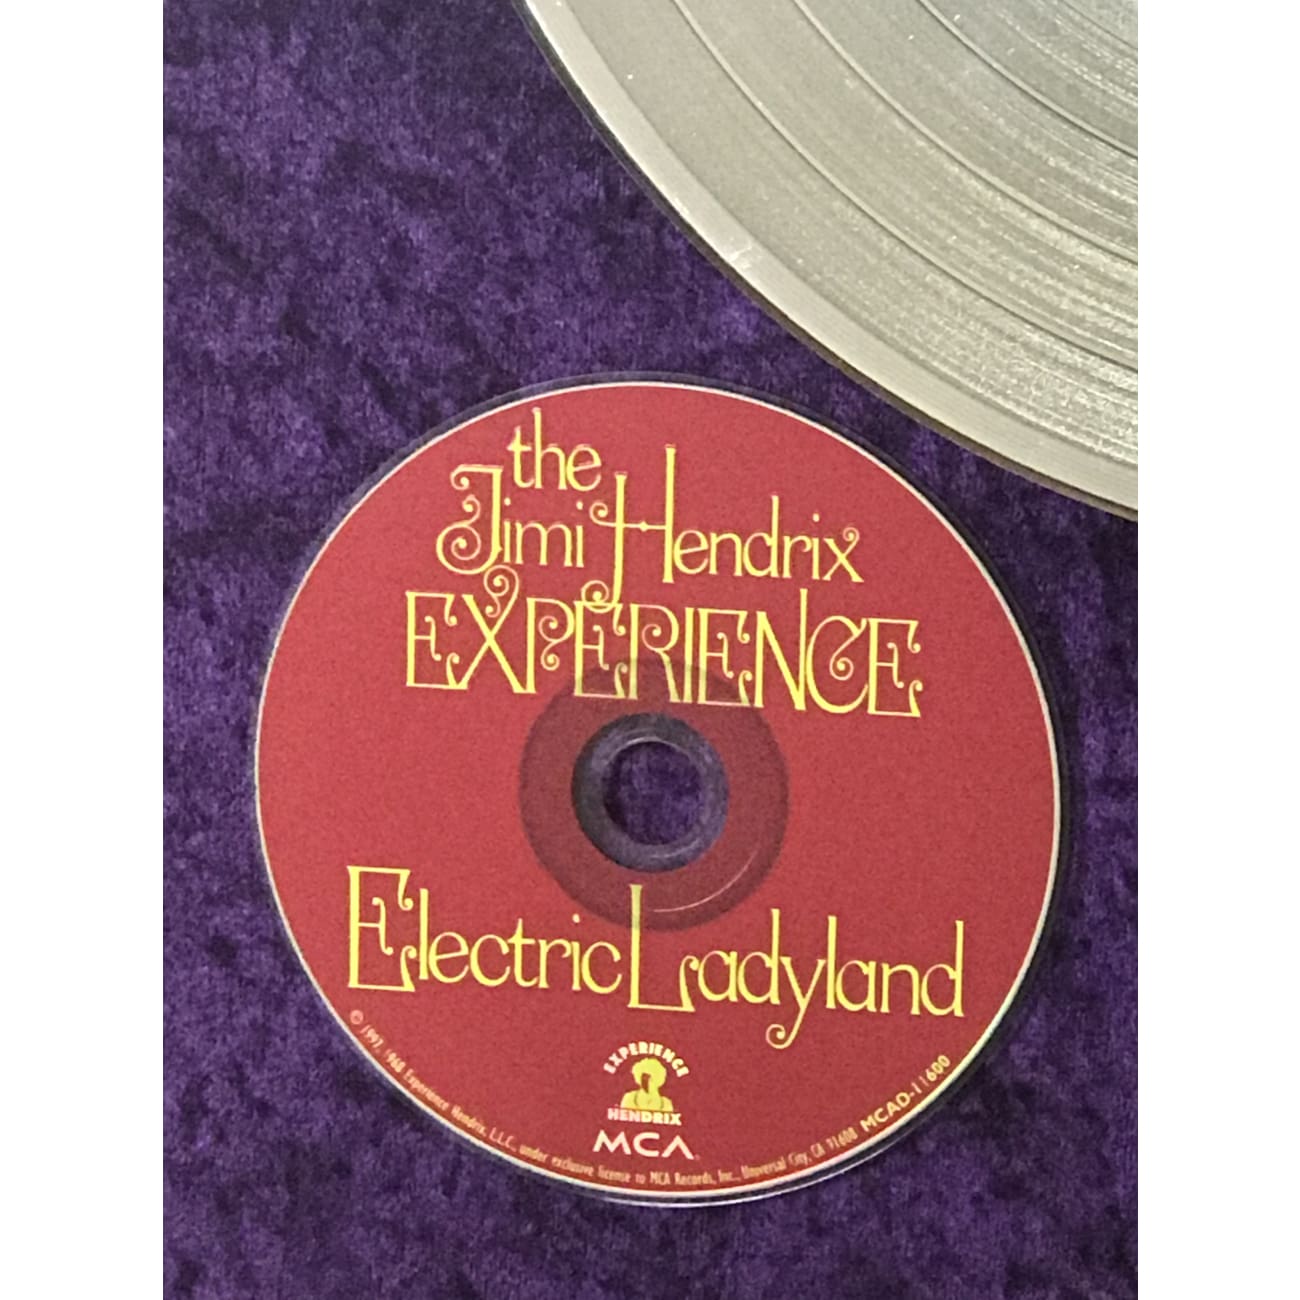 the
Jimi Hendrix
EXPERIENCE
Electric Ladyland
EXPERIENCE
HENDRIX
MCA
© 1997, 1968 Experience Hendrix, L.L.C., under exclusive license to MCA Records, Inc., Universal City, CA 91608 MCAD-11600